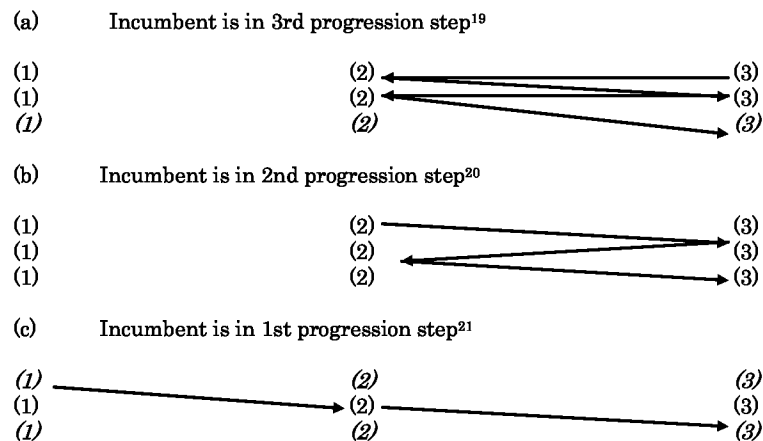 (a) Incumbent is in 3rd progression step¹⁹
(1) (2) (3)
(1) (2) (3)
(1) (2) (3)
(b) Incumbent is in 2nd progression step²⁰
(1) (2) (3)
(1) (2) (3)
(1) (2) (3)
(c) Incumbent is in 1st progression step²¹
(1) (2) (3)
(1) (2) (3)
(1) (2) (3)